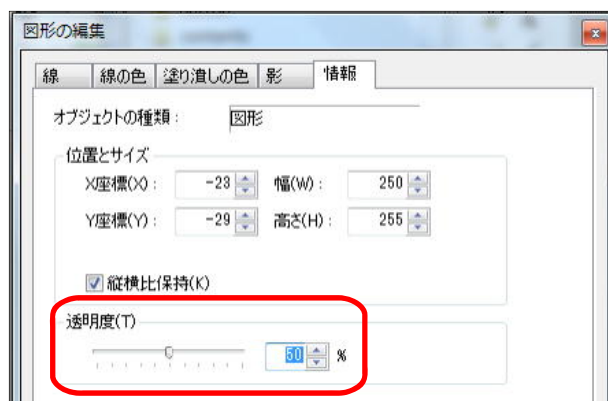 図形の編集
線 線の色 塗り潰しの色 影 情報
オブジェクトの種類： 図形
位置とサイズ
X座標(X)： -23 幅(W)： 250
Y座標(Y)： -29 高さ(H)： 255
縦横比保持(K)
透明度(T)
50 %